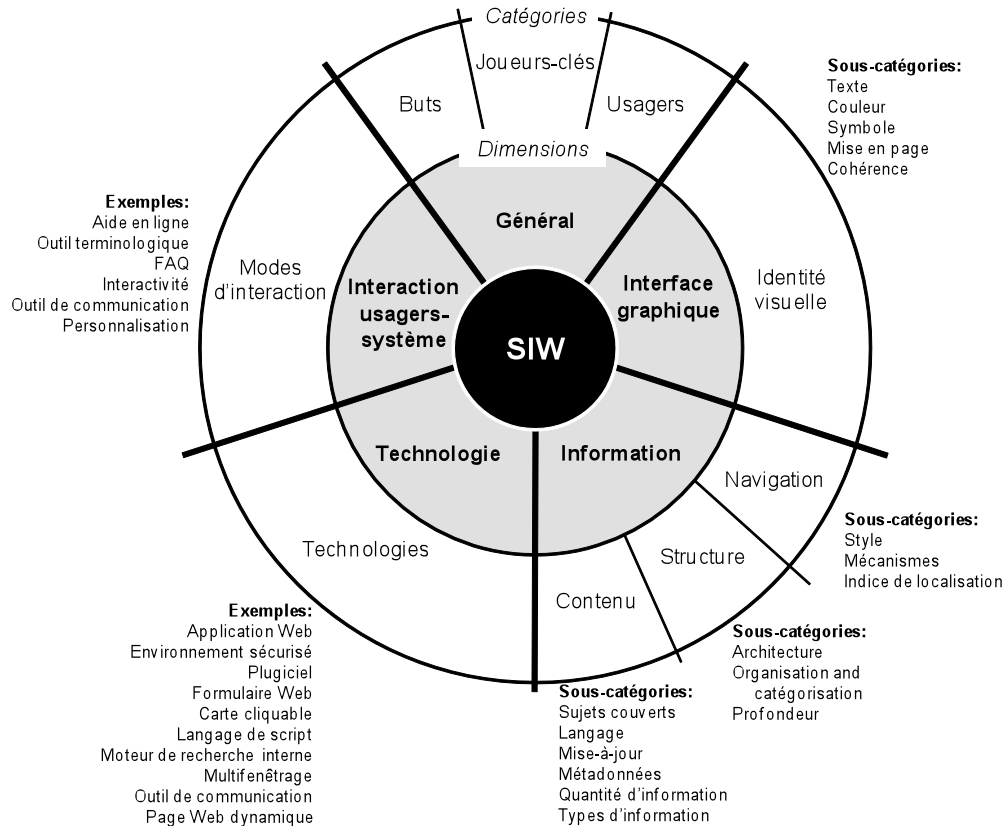 Catégories
Joueurs-clés
Buts
Usagers
Dimensions
Général
Sous-catégories:
Texte
Couleur
Symbole
Mise en page
Cohérence
Exemples:
Aide en ligne
Outil terminologique
FAQ
Interactivité
Outil de communication
Personnalisation
Modes
d'interaction
Interaction
usagers-
système
SIW
Interface
graphique
Identité
visuelle
Technologie
Information
Navigation
Structure
Contenu
Technologies
Sous-catégories:
Style
Mécanismes
Indice de localisation
Exemples:
Application Web
Environnement sécurisé
Plugiciel
Formulaire Web
Carte cliquable
Langage de script
Moteur de recherche interne
Multifenêtrage
Outil de communication
Page Web dynamique
Sous-catégories:
Sujets couverts
Langage
Mise-à-jour
Métadonnées
Quantité d'information
Types d'information
Sous-catégories:
Architecture
Organisation and
catégorisation
Profondeur